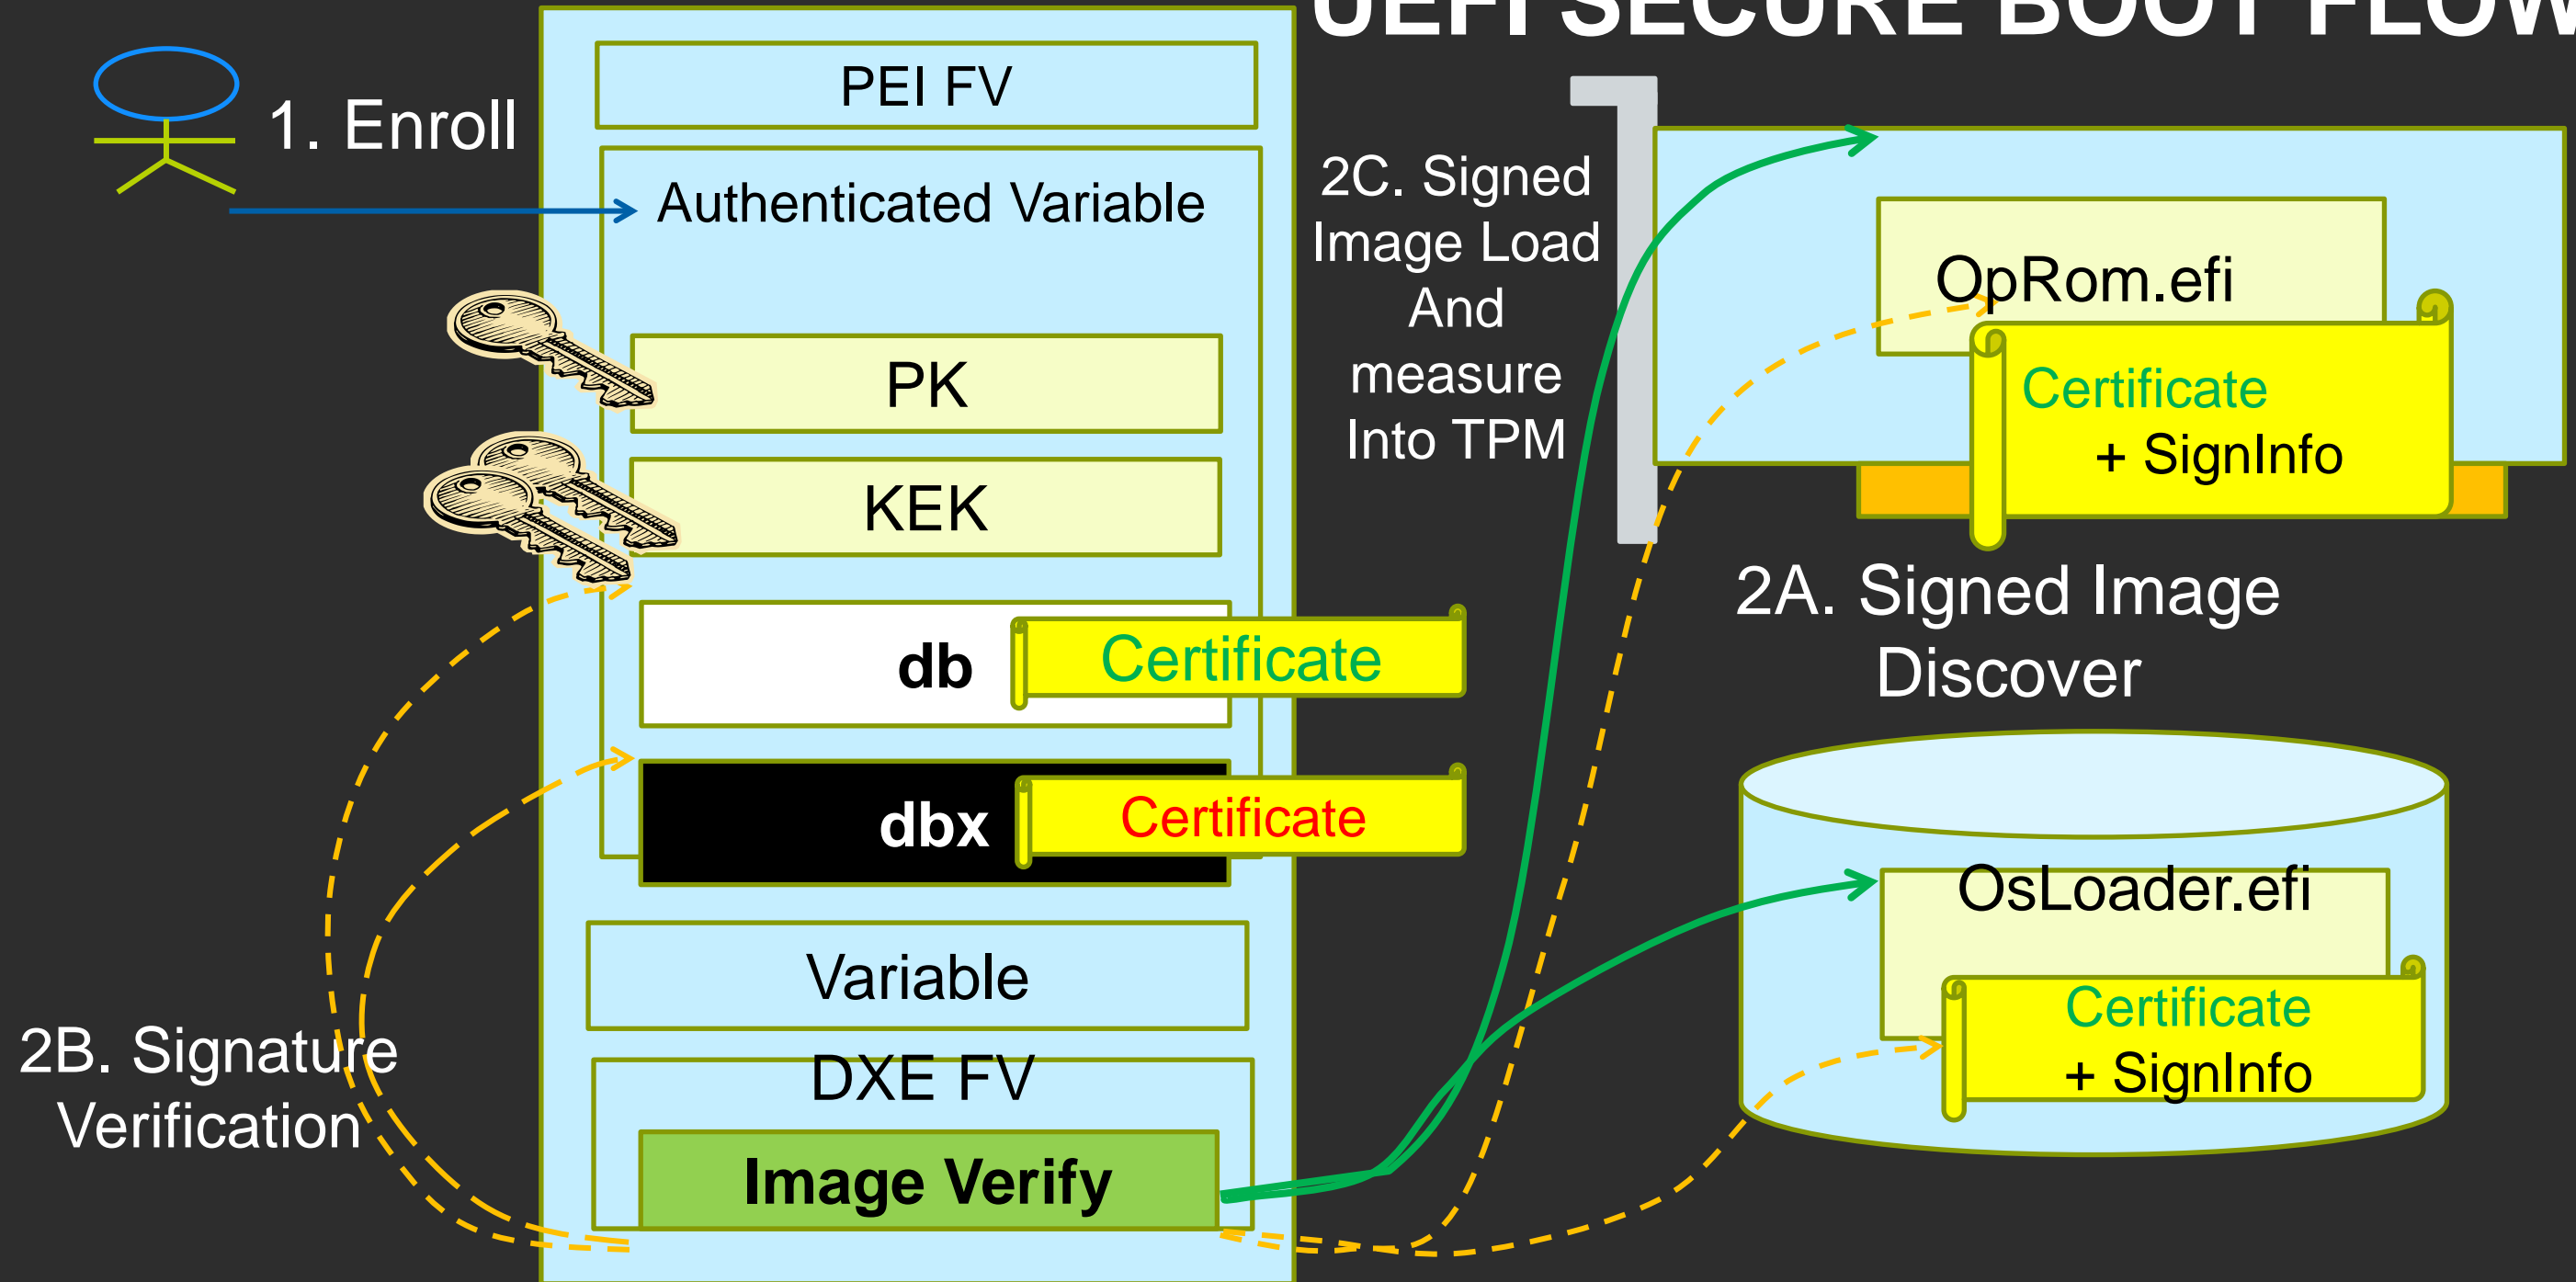 UEFI SECURE BOOT FLOW
1. Enroll
PEI FV
Authenticated Variable
PK
KEK
db
Certificate
dbx
Certificate
Variable
DXE FV
Image Verify
2B. Signature
Verification
2C. Signed
Image Load
And
measure
Into TPM
OpRom.efi
Certificate
+ SignInfo
2A. Signed Image
Discover
OsLoader.efi
Certificate
+ SignInfo